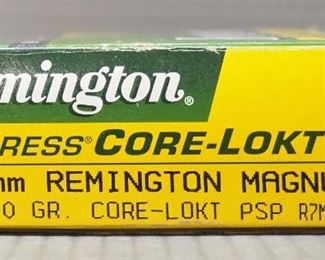 mington®
RESS® CORE-LOKT
mm REMINGTON MAGNU
0 GR. CORE-LOKT PSP R7M